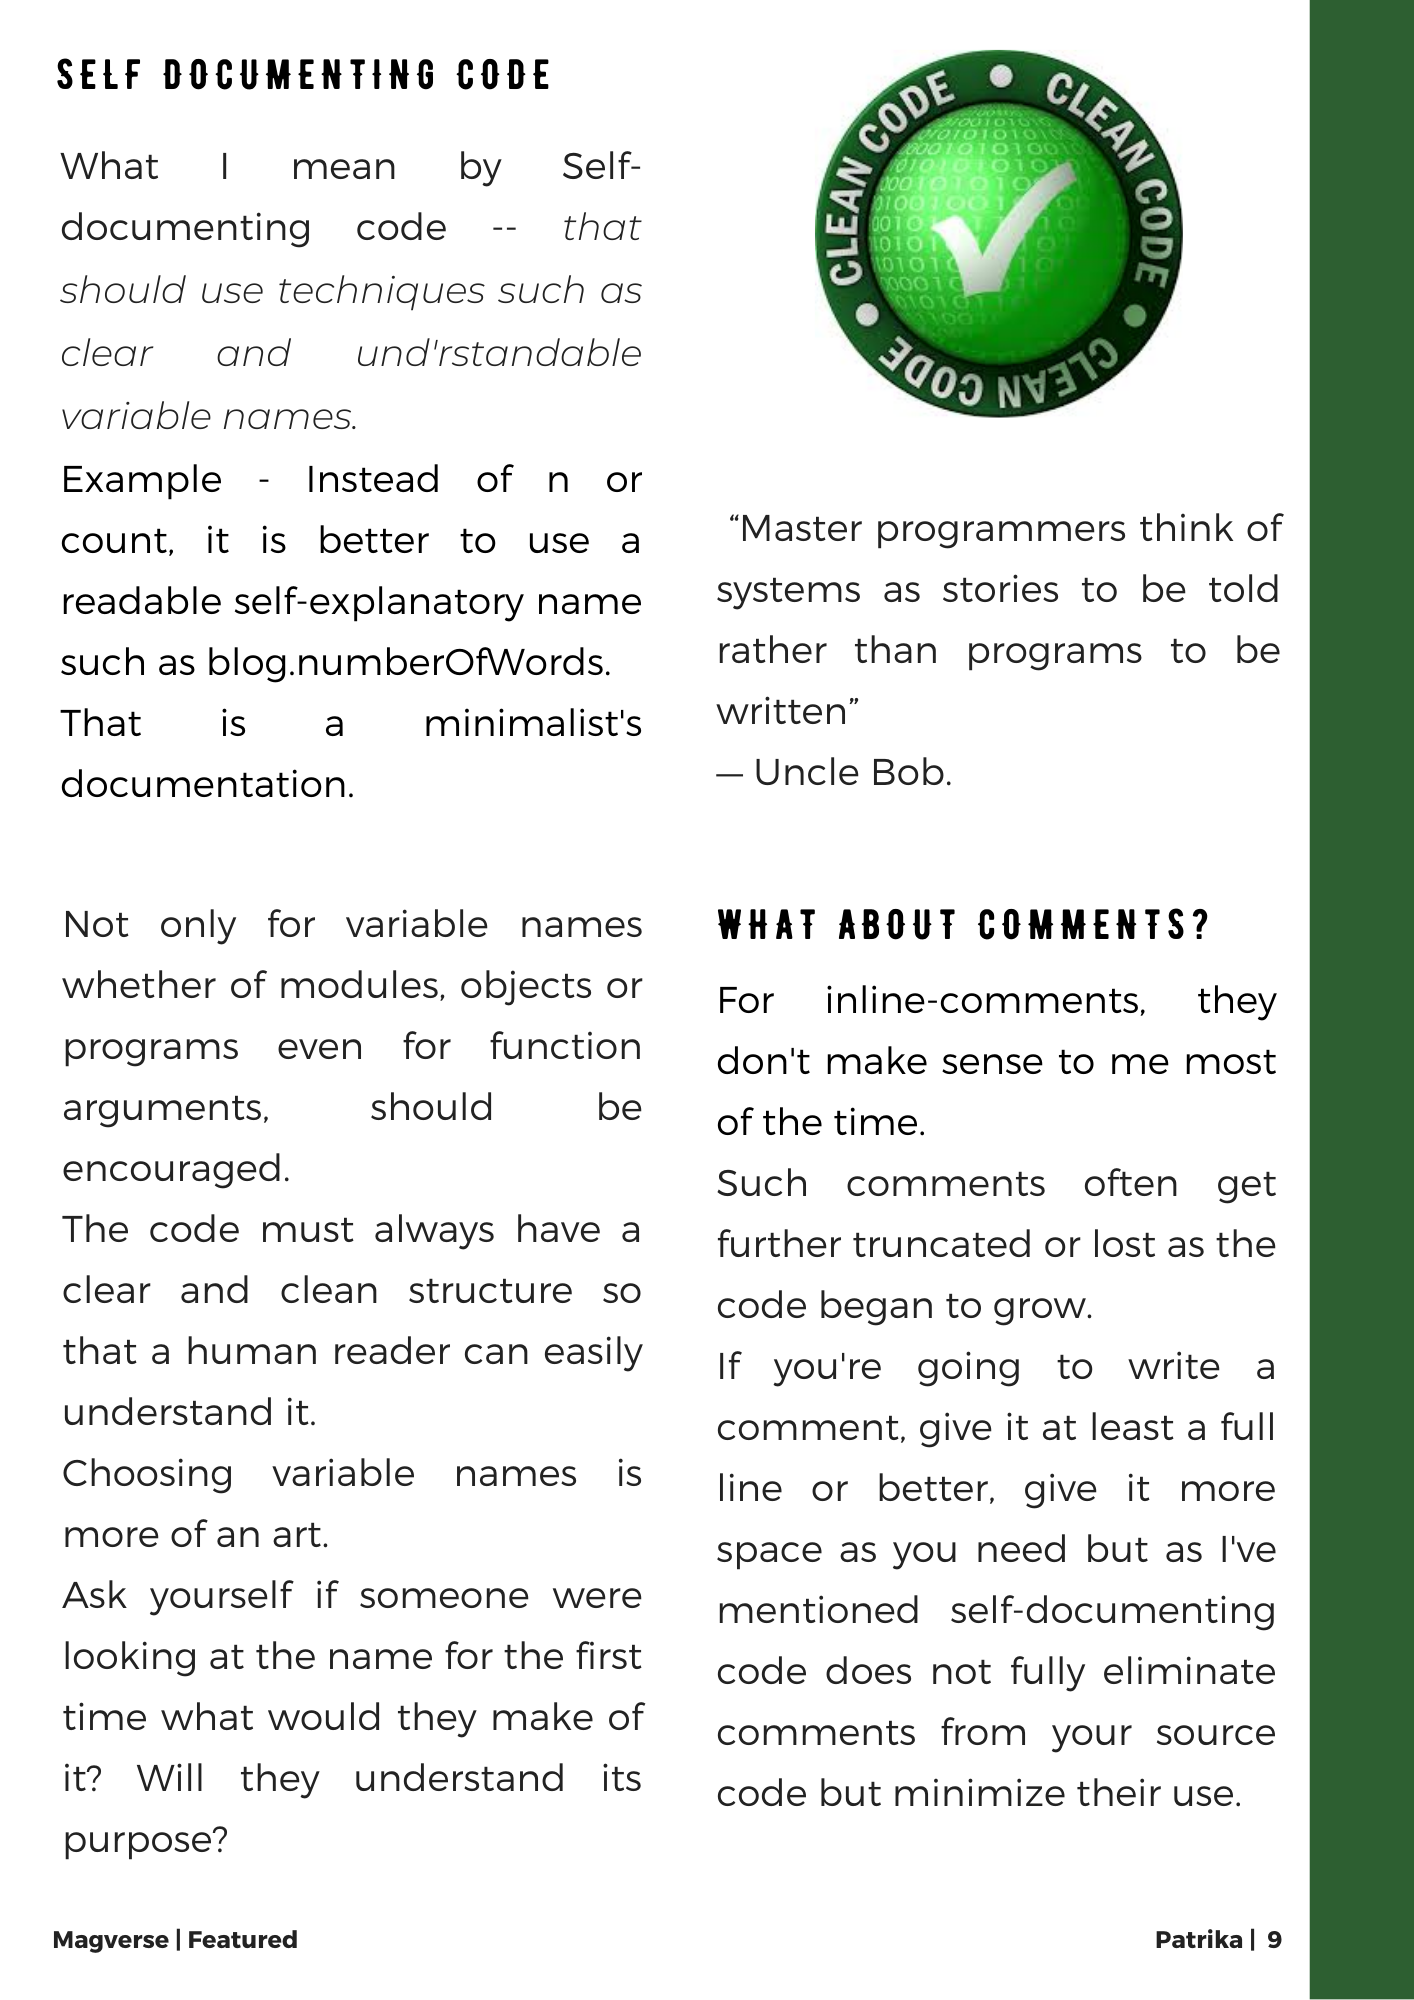 SELF DOCUMENTING CODE
What I mean by Self-
documenting code -- that
should use techniques such as
clear and und'rstandable
variable names.
Example - Instead of n or
count, it is better to use a
readable self-explanatory name
such as blog.numberOfWords.
That is a minimalist's
documentation.
Not only for variable names
whether of modules, objects or
programs even for function
arguments, should be
encouraged.
The code must always have a
clear and clean structure so
that a human reader can easily
understand it.
Choosing variable names is
more of an art.
Ask yourself if someone were
looking at the name for the first
time what would they make of
it? Will they understand its
purpose?
CLEAN CODE • CLEAN CODE • CLEAN CODE •
“Master programmers think of
systems as stories to be told
rather than programs to be
written”
— Uncle Bob.
WHAT ABOUT COMMENTS?
For inline-comments, they
don't make sense to me most
of the time.
Such comments often get
further truncated or lost as the
code began to grow.
If you're going to write a
comment, give it at least a full
line or better, give it more
space as you need but as I've
mentioned self-documenting
code does not fully eliminate
comments from your source
code but minimize their use.
Magverse | Featured
Patrika | 9